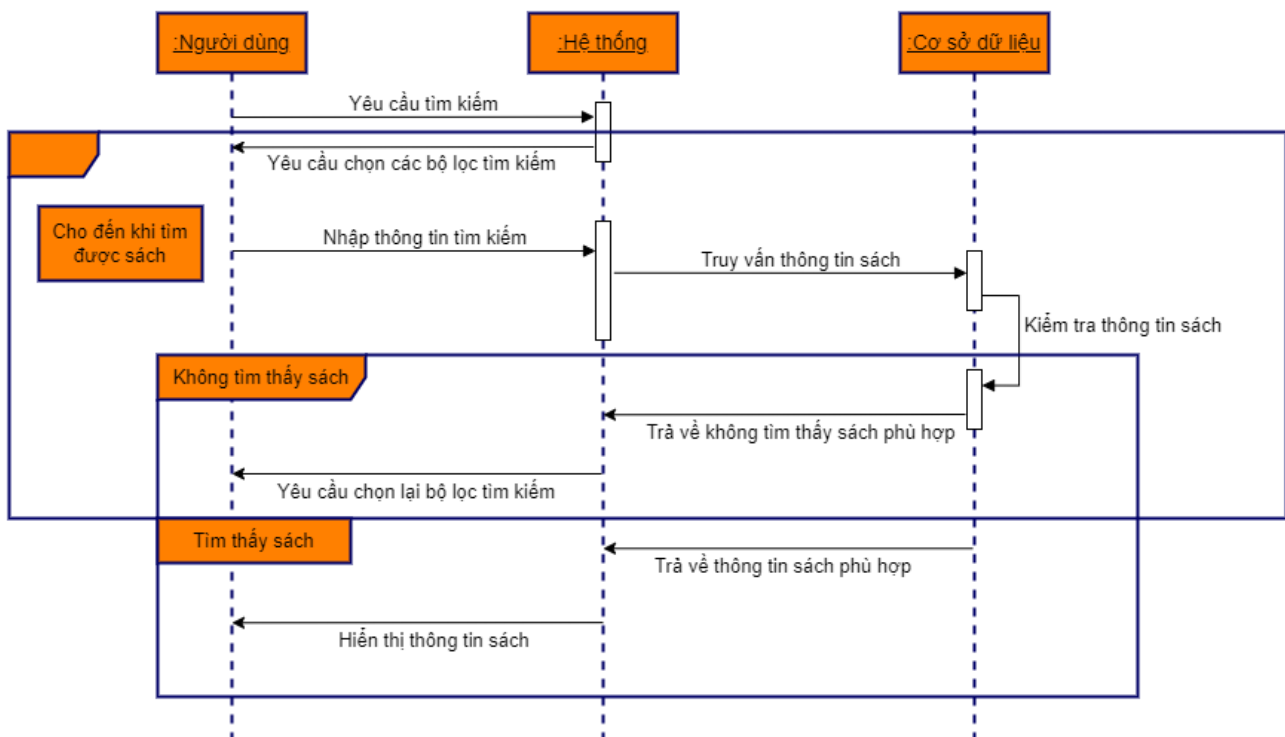 :Người dùng
:Hệ thống
:Cơ sở dữ liệu
Yêu cầu tìm kiếm
Yêu cầu chọn các bộ lọc tìm kiếm
Cho đến khi tìm
được sách
Nhập thông tin tìm kiếm
Truy vấn thông tin sách
Kiểm tra thông tin sách
Không tìm thấy sách
Trả về không tìm thấy sách phù hợp
Yêu cầu chọn lại bộ lọc tìm kiếm
Tìm thấy sách
Trả về thông tin sách phù hợp
Hiển thị thông tin sách